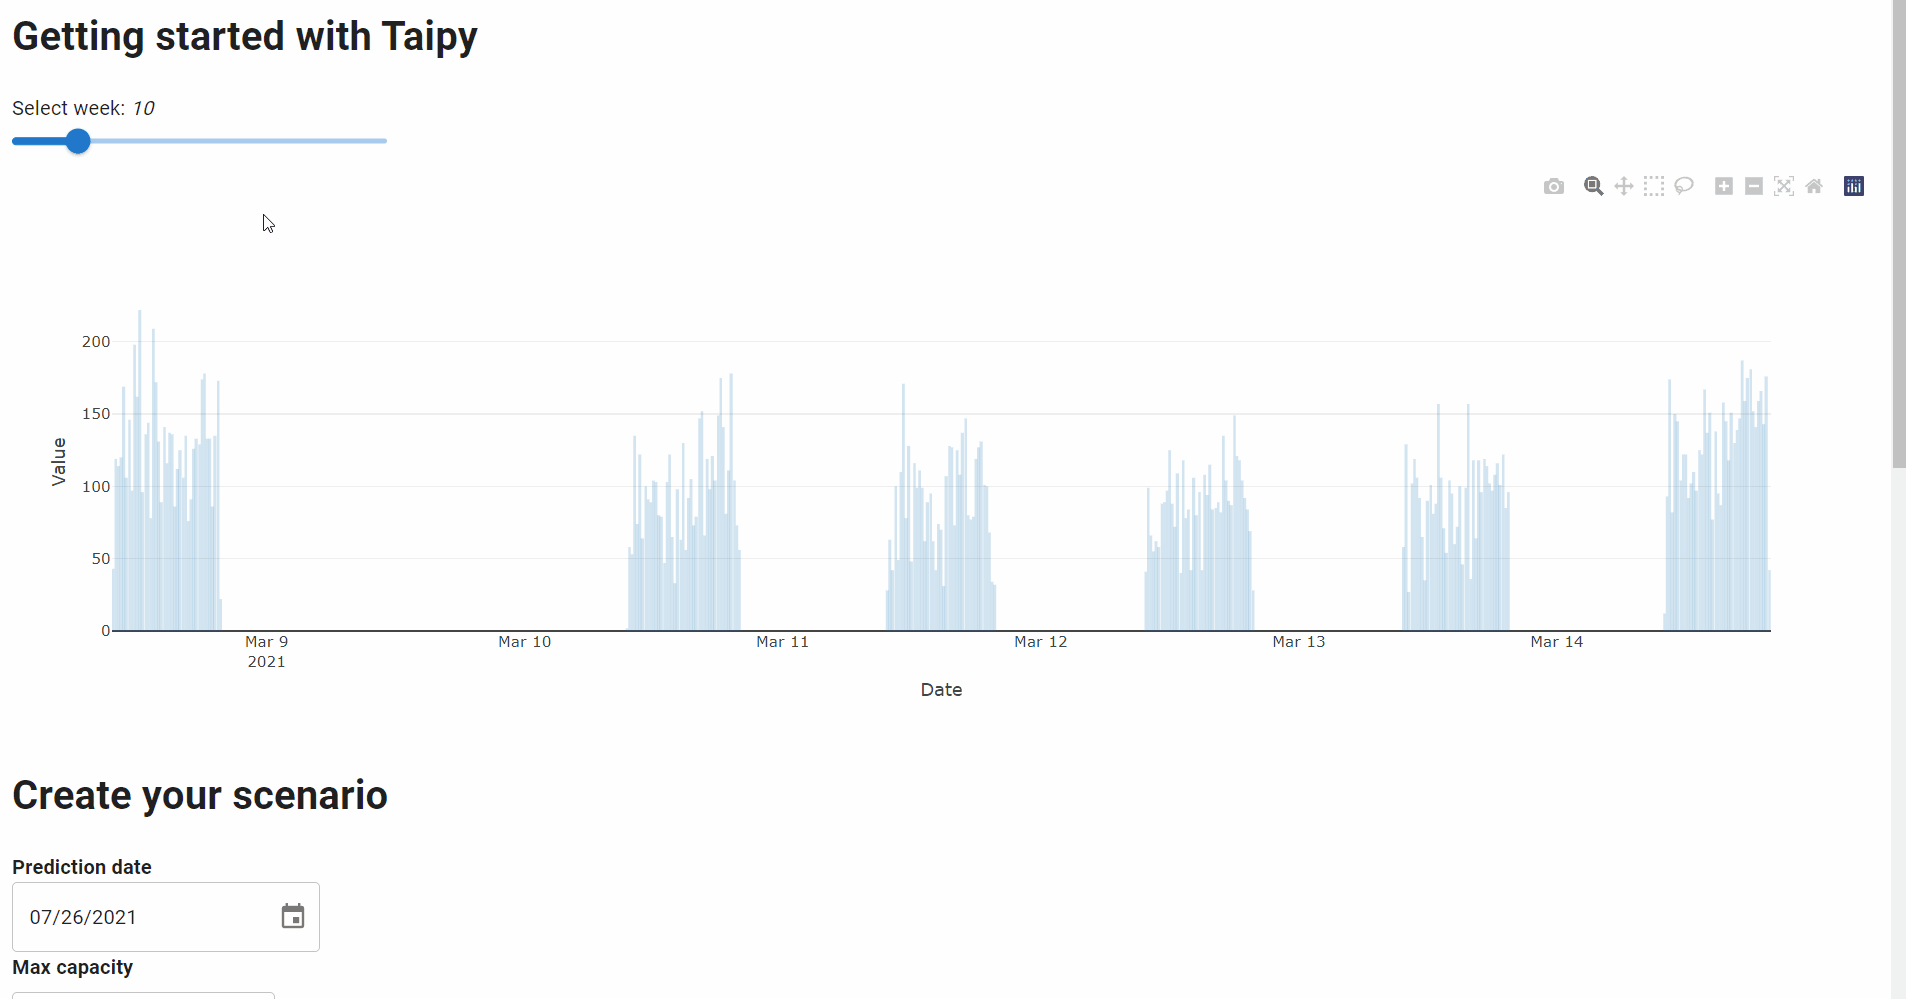 Getting started with Taipy
Select week: 10
200
150
100
50
0
Value
Mar 9
2021
Mar 10
Mar 11
Mar 12
Mar 13
Mar 14
Date
Create your scenario
Prediction date
07/26/2021
Max capacity